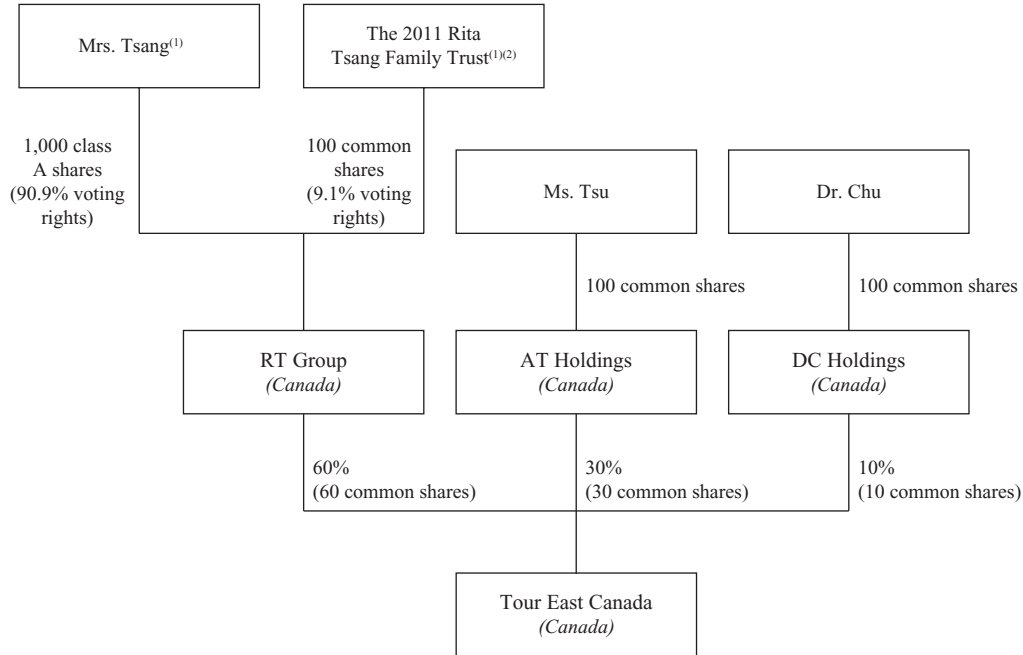 Mrs. Tsang(1)
The 2011 Rita
Tsang Family Trust(1)(2)
1,000 class
A shares
(90.9% voting
rights)
100 common
shares
(9.1% voting
rights)
Ms. Tsu
Dr. Chu
100 common shares
100 common shares
RT Group
(Canada)
AT Holdings
(Canada)
DC Holdings
(Canada)
60%
(60 common shares)
30%
(30 common shares)
10%
(10 common shares)
Tour East Canada
(Canada)